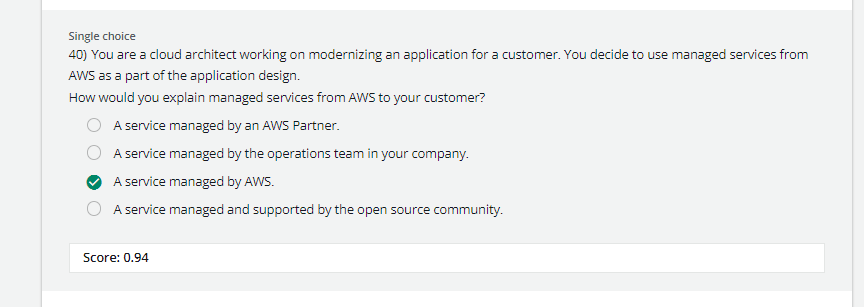 Single choice
40) You are a cloud architect working on modernizing an application for a customer. You decide to use managed services from
AWS as a part of the application design.
How would you explain managed services from AWS to your customer?
A service managed by an AWS Partner.
A service managed by the operations team in your company.
A service managed by AWS.
A service managed and supported by the open source community.
Score: 0.94